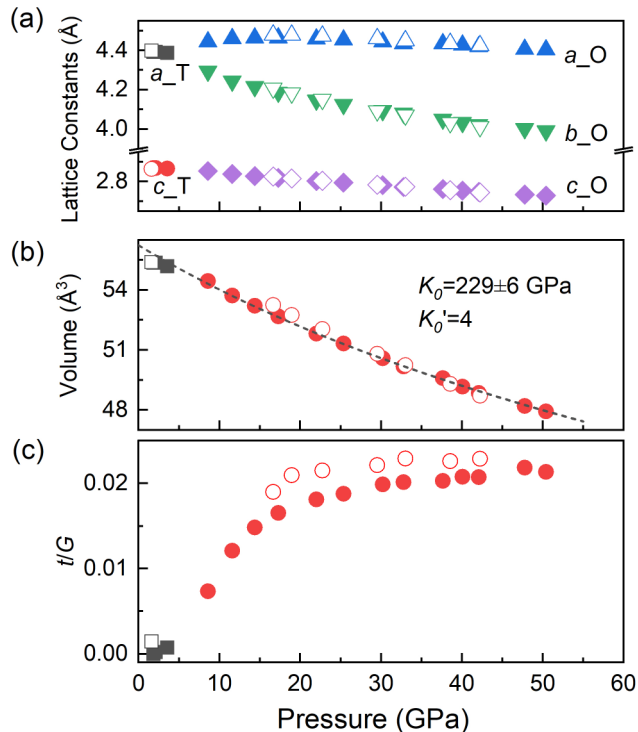 (a)
Lattice Constants (Å)
4.4
4.2
4.0
2.8
a_T
c_T
a_O
b_O
c_O
(b)
Volume (Å³)
54
51
48
K₀=229±6 GPa
K₀'=4
(c)
t/G
0.02
0.01
0.00
0 10 20 30 40 50 60
Pressure (GPa)